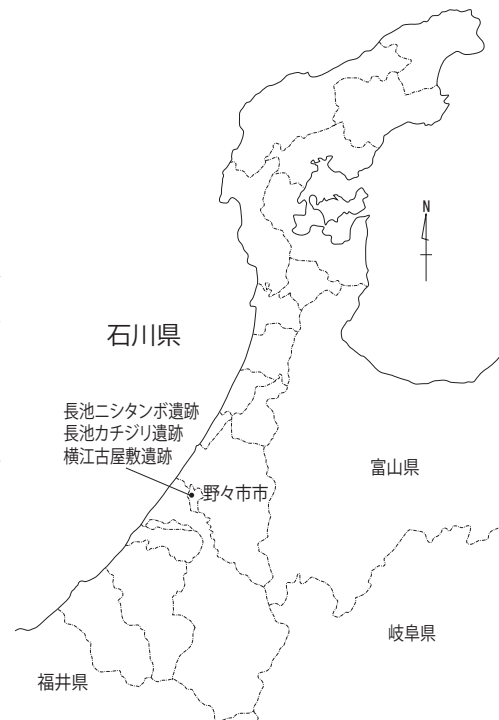 N
石川県
長池ニシタンボ遺跡
長池カチジリ遺跡
横江古屋敷遺跡
野々市市
富山県
岐阜県
福井県